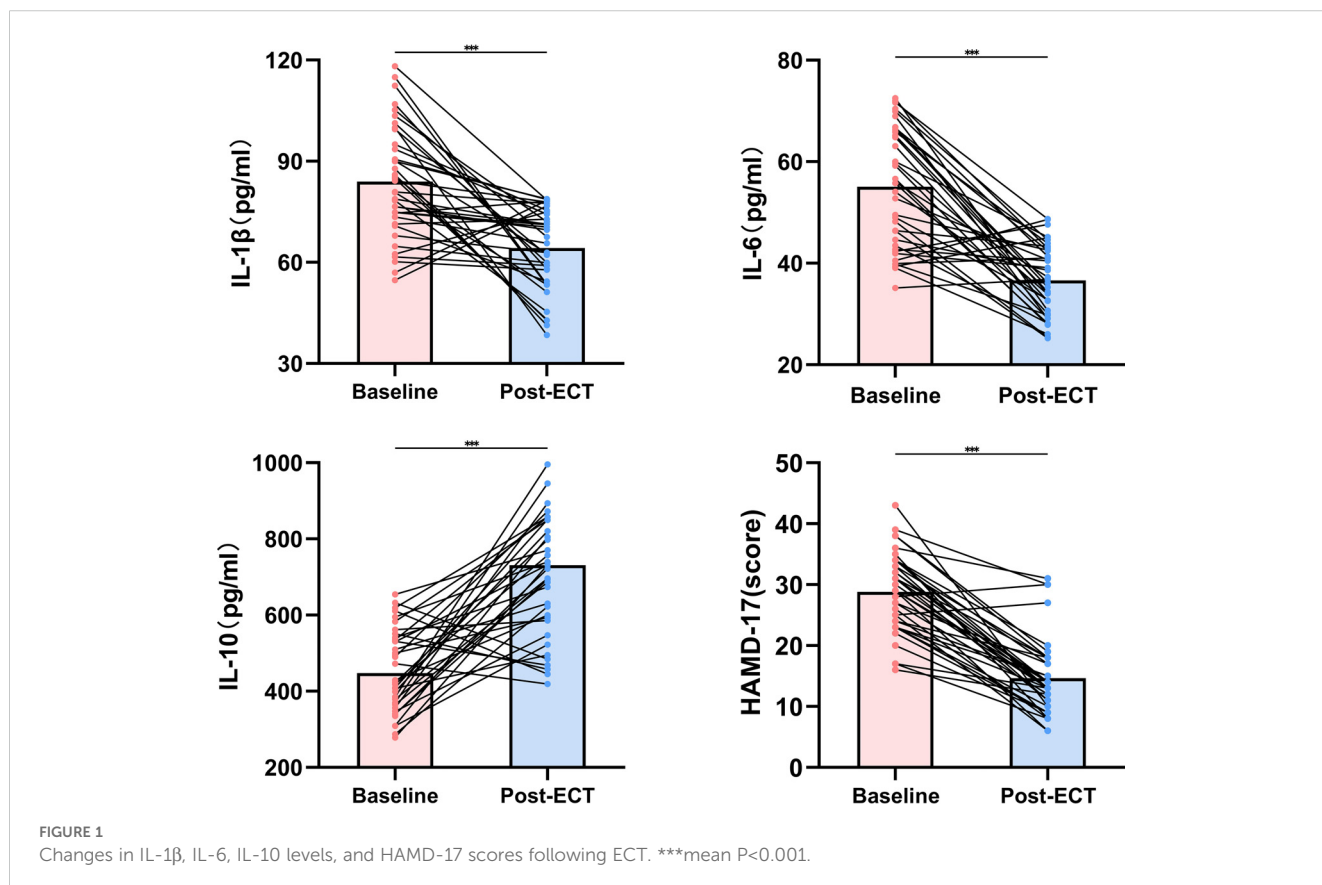 ***
120
90
60
30
IL-1β(pg/ml)
Baseline
Post-ECT
***
80
60
40
20
IL-6(pg/ml)
Baseline
Post-ECT
***
1000
800
600
400
200
IL-10(pg/ml)
Baseline
Post-ECT
***
50
40
30
20
10
0
HAMD-17(score)
Baseline
Post-ECT
FIGURE 1
Changes in IL-1β, IL-6, IL-10 levels, and HAMD-17 scores following ECT. ***mean P<0.001.